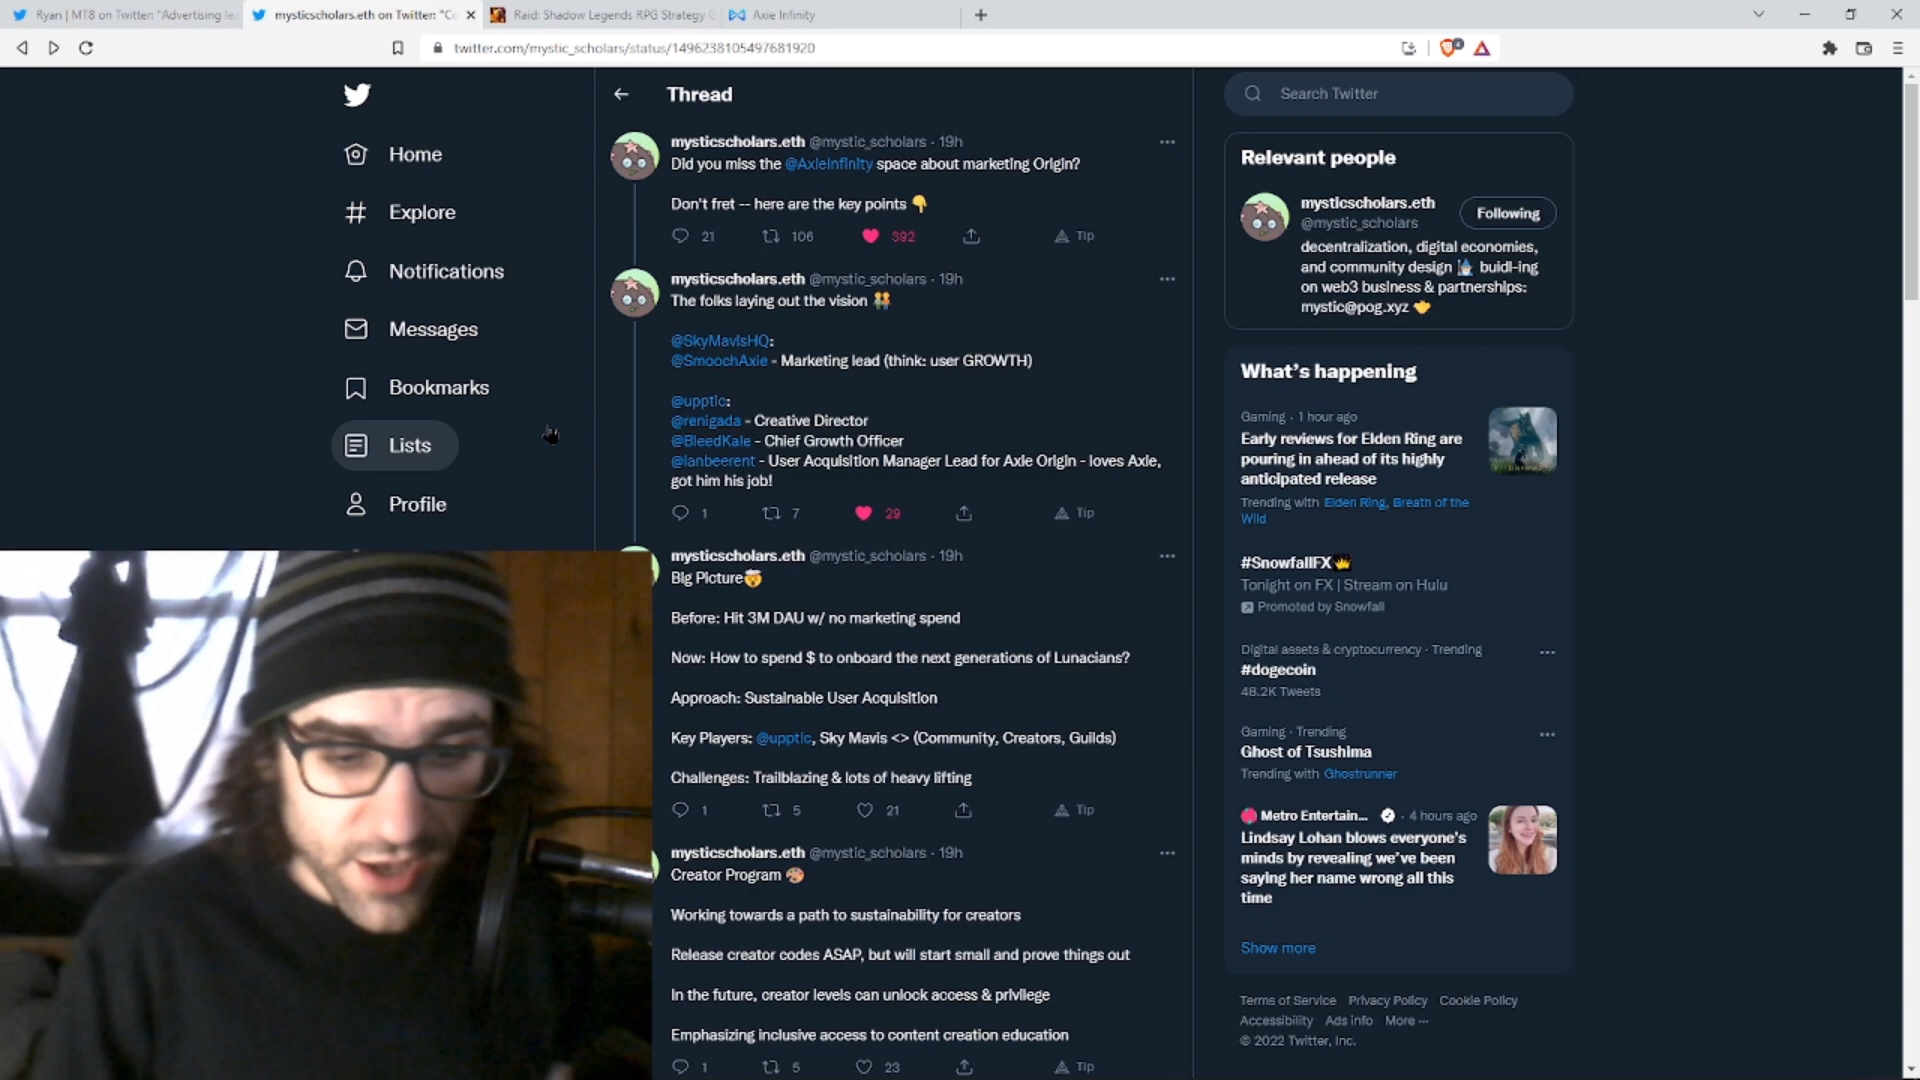 Ryan | MT8 on Twitter: "Advertising le
mysticscholars.eth on Twitter: "Co
Raid: Shadow Legends RPG Strategy G
Axie Infinity
twitter.com/mystic_scholars/status/1496238105497681920
Home
Explore
Notifications
Messages
Bookmarks
Lists
Profile
Thread
mysticscholars.eth @mystic_scholars · 19h
Did you miss the @AxieInfinity space about marketing Origin?
Don't fret -- here are the key points 👇
21 106 392 Tip
mysticscholars.eth @mystic_scholars · 19h
The folks laying out the vision 👬
@SkyMavisHQ:
@SmoochAxie - Marketing lead (think: user GROWTH)
@upptic:
@renigada - Creative Director
@BleedKale - Chief Growth Officer
@ianbeerent - User Acquisition Manager Lead for Axie Origin - loves Axie,
got him his job!
1 7 29 Tip
mysticscholars.eth @mystic_scholars · 19h
Big Picture🤯
Before: Hit 3M DAU w/ no marketing spend
Now: How to spend $ to onboard the next generations of Lunacians?
Approach: Sustainable User Acquisition
Key Players: @upptic, Sky Mavis <> (Community, Creators, Guilds)
Challenges: Trailblazing & lots of heavy lifting
1 5 21 Tip
mysticscholars.eth @mystic_scholars · 19h
Creator Program 🎨
Working towards a path to sustainability for creators
Release creator codes ASAP, but will start small and prove things out
In the future, creator levels can unlock access & privilege
Emphasizing inclusive access to content creation education
1 5 23 Tip
Search Twitter
Relevant people
mysticscholars.eth
@mystic_scholars
Following
decentralization, digital economies,
and community design 🧙 buidl-ing
on web3 business & partnerships:
mystic@pog.xyz 🤝
What's happening
Gaming · 1 hour ago
Early reviews for Elden Ring are
pouring in ahead of its highly
anticipated release
Trending with Elden Ring, Breath of the
Wild
#SnowfallFX
Tonight on FX | Stream on Hulu
Promoted by Snowfall
Digital assets & cryptocurrency · Trending
#dogecoin
48.2K Tweets
Gaming · Trending
Ghost of Tsushima
Trending with Ghostrunner
Metro Entertain... · 4 hours ago
Lindsay Lohan blows everyone's
minds by revealing we've been
saying her name wrong all this
time
Show more
Terms of Service Privacy Policy Cookie Policy
Accessibility Ads info More ···
© 2022 Twitter, Inc.